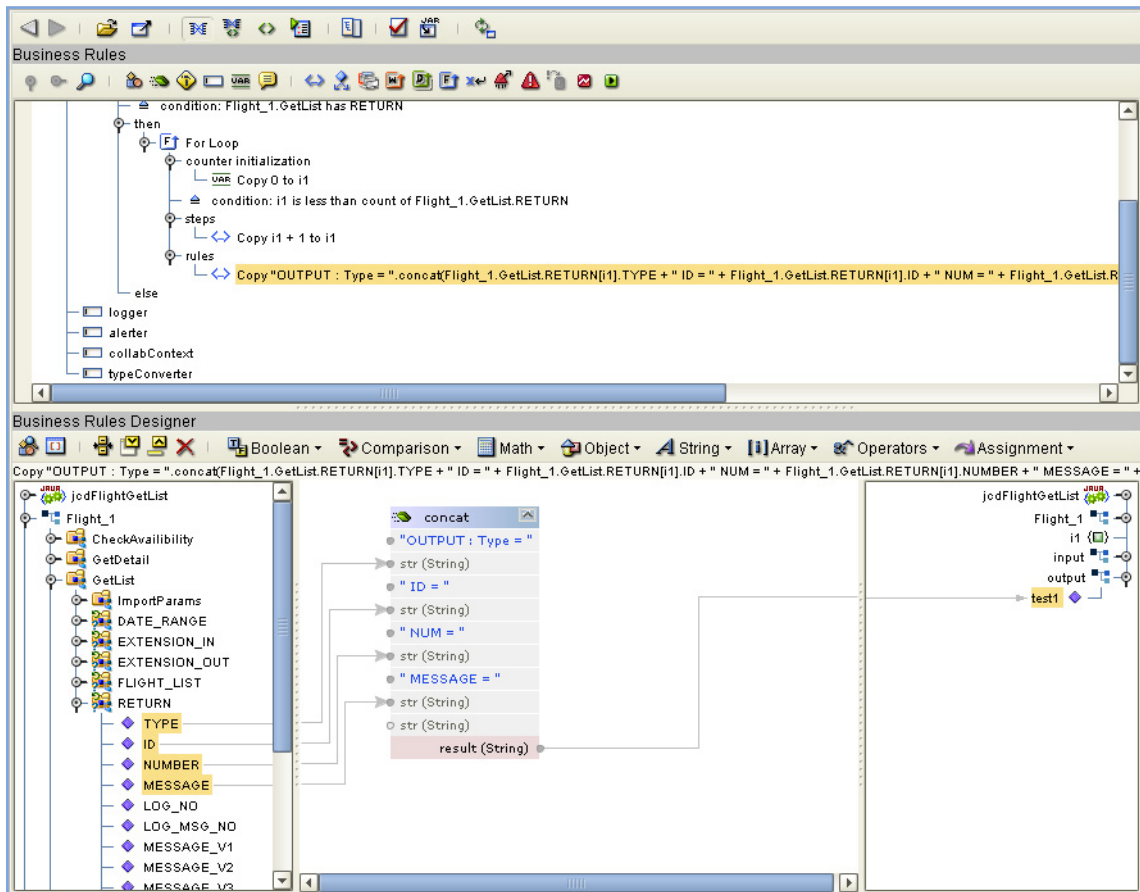 VAR
Business Rules
VAR
condition: Flight_1.GetList has RETURN
then
F For Loop
counter initialization
VAR Copy 0 to i1
condition: i1 is less than count of Flight_1.GetList.RETURN
steps
Copy i1 + 1 to i1
rules
Copy "OUTPUT : Type = ".concat(Flight_1.GetList.RETURN[i1].TYPE + " ID = " + Flight_1.GetList.RETURN[i1].ID + " NUM = " + Flight_1.GetList.R
else
logger
alerter
collabContext
typeConverter
Business Rules Designer
Boolean Comparison Math Object String Array Operators Assignment
Copy "OUTPUT : Type = ".concat(Flight_1.GetList.RETURN[i1].TYPE + " ID = " + Flight_1.GetList.RETURN[i1].ID + " NUM = " + Flight_1.GetList.RETURN[i1].NUMBER + " MESSAGE = " +
JAVA jcdFlightGetList
Flight_1
CheckAvailibility
GetDetail
GetList
ImportParams
DATE_RANGE
EXTENSION_IN
EXTENSION_OUT
FLIGHT_LIST
RETURN
TYPE
ID
NUMBER
MESSAGE
LOG_NO
LOG_MSG_NO
MESSAGE_V1
MESSAGE_V2
MESSAGE_V3
concat
"OUTPUT : Type = "
str (String)
" ID = "
str (String)
" NUM = "
str (String)
" MESSAGE = "
str (String)
str (String)
result (String)
jcdFlightGetList JAVA
Flight_1
i1
input
output
test1